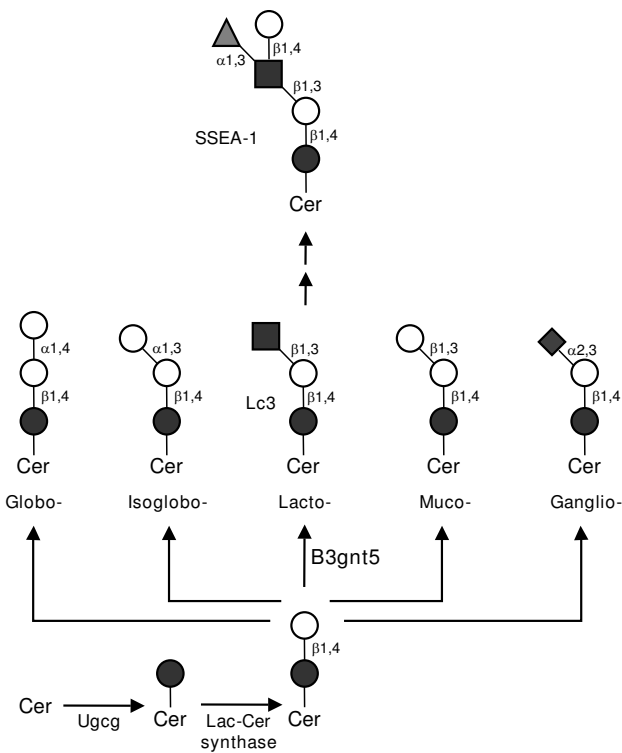 β1,4
α1,3
β1,3
SSEA-1
β1,4
Cer
α1,4
β1,4
Cer
Globo-
α1,3
β1,4
Cer
Isoglobo-
β1,3
Lc3
β1,4
Cer
Lacto-
β1,3
β1,4
Cer
Muco-
α2,3
β1,4
Cer
Ganglio-
B3gnt5
β1,4
Cer
Ugcg
Cer
Lac-Cer
synthase
Cer